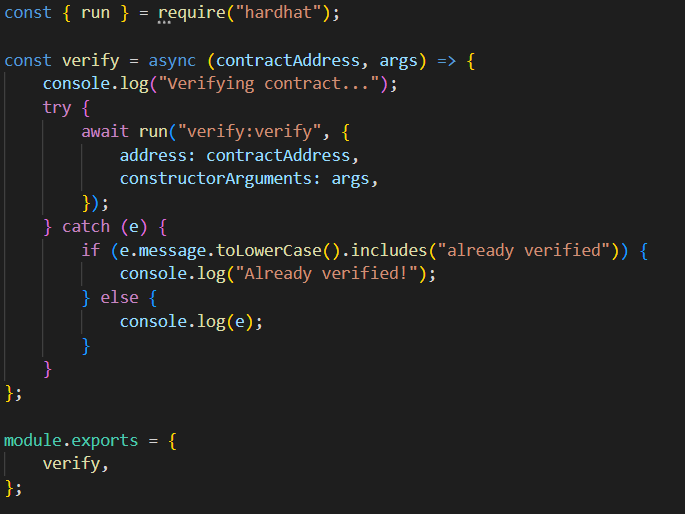 const { run } = require("hardhat");

const verify = async (contractAddress, args) => {
    console.log("Verifying contract...");
    try {
        await run("verify:verify", {
            address: contractAddress,
            constructorArguments: args,
        });
    } catch (e) {
        if (e.message.toLowerCase().includes("already verified")) {
            console.log("Already verified!");
        } else {
            console.log(e);
        }
    }
};

module.exports = {
    verify,
};